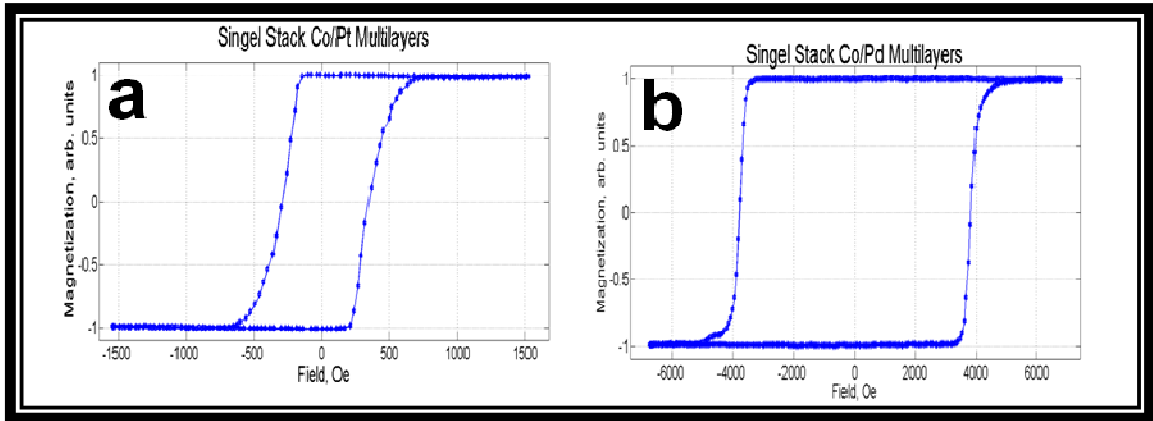 Singel Stack Co/Pt Multilayers
a
Magnetization, arb. units
1
0.5
0
-0.5
-1
-1500 -1000 -500 0 500 1000 1500
Field, Oe
Singel Stack Co/Pd Multilayers
b
Magnetization, arb. units
1
0.5
0
-0.5
-1
-6000 -4000 -2000 0 2000 4000 6000
Field, Oe